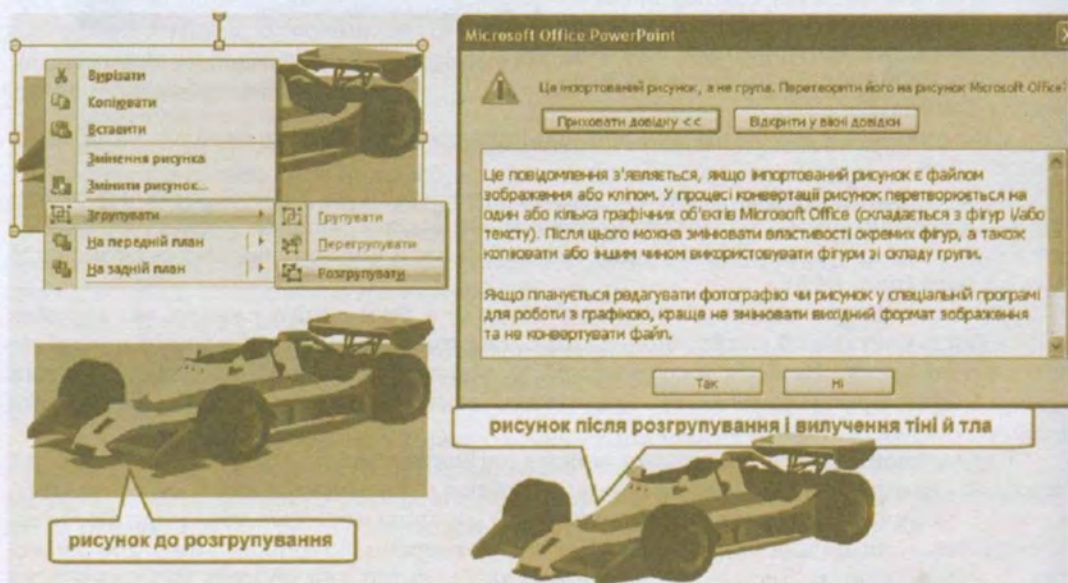 Вирізати
Копіювати
Вставити
Змінення рисунка
Змінити рисунок...
Згрупувати
На передній план
На задній план
Групувати
Перегрупувати
Розгрупувати
Microsoft Office PowerPoint
Це імпортований рисунок, а не група. Перетворити його на рисунок Microsoft Office?
Приховати довідку <<
Відкрити у вікні довідки
Це повідомлення з'являється, якщо імпортований рисунок є файлом
зображення або кліпом. У процесі конвертації рисунок перетворюється на
один або кілька графічних об'єктів Microsoft Office (складається з фігур і/або
тексту). Після цього можна змінювати властивості окремих фігур, а також
копіювати або іншим чином використовувати фігури зі складу групи.
Якщо планується редагувати фотографію чи рисунок у спеціальній програмі
для роботи з графікою, краще не змінювати вихідний формат зображення
та не конвертувати файл.
Так
Ні
рисунок до розгрупування
рисунок після розгрупування і вилучення тіні й тла